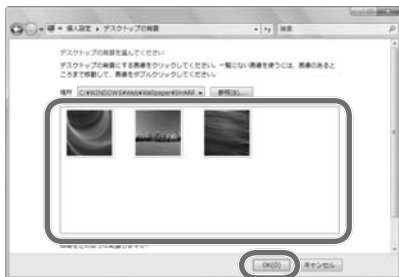 個人設定 ▸ デスクトップの背景
検索
デスクトップの背景を選んでください
デスクトップの背景にする画像をクリックしてください。一覧にない画像を使うには、画像のあると
ころまで移動して、画像をダブルクリックしてください。
場所 C:¥WINDOWS¥Web¥Wallpaper¥SHARP
参照(B)...
OK(O)
キャンセル